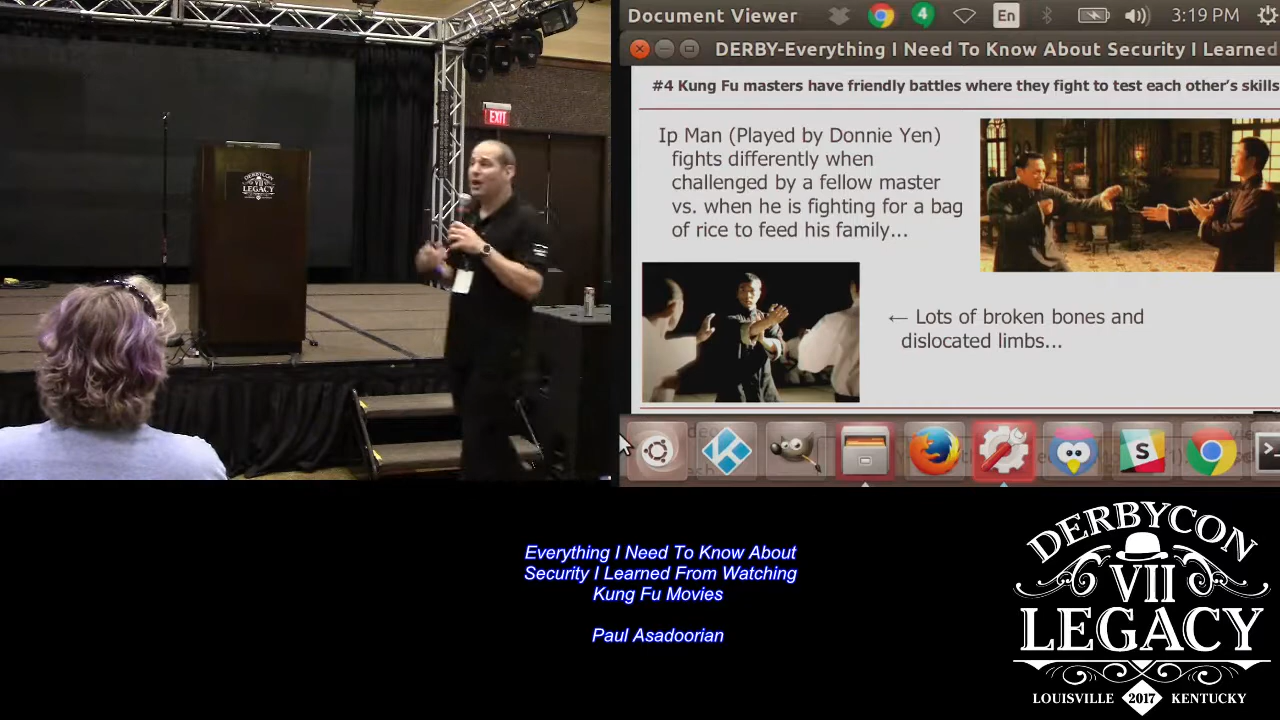 EXIT
VII
LEGACY
Document Viewer
4
En
3:19 PM
DERBY-Everything I Need To Know About Security I Learned
#4 Kung Fu masters have friendly battles where they fight to test each other's skills
Ip Man (Played by Donnie Yen)
fights differently when
challenged by a fellow master
vs. when he is fighting for a bag
of rice to feed his family...
← Lots of broken bones and
dislocated limbs...
S
Everything I Need To Know About
Security I Learned From Watching
Kung Fu Movies
Paul Asadoorian
DERBYCON
VII
LEGACY
LOUISVILLE 2017 KENTUCKY